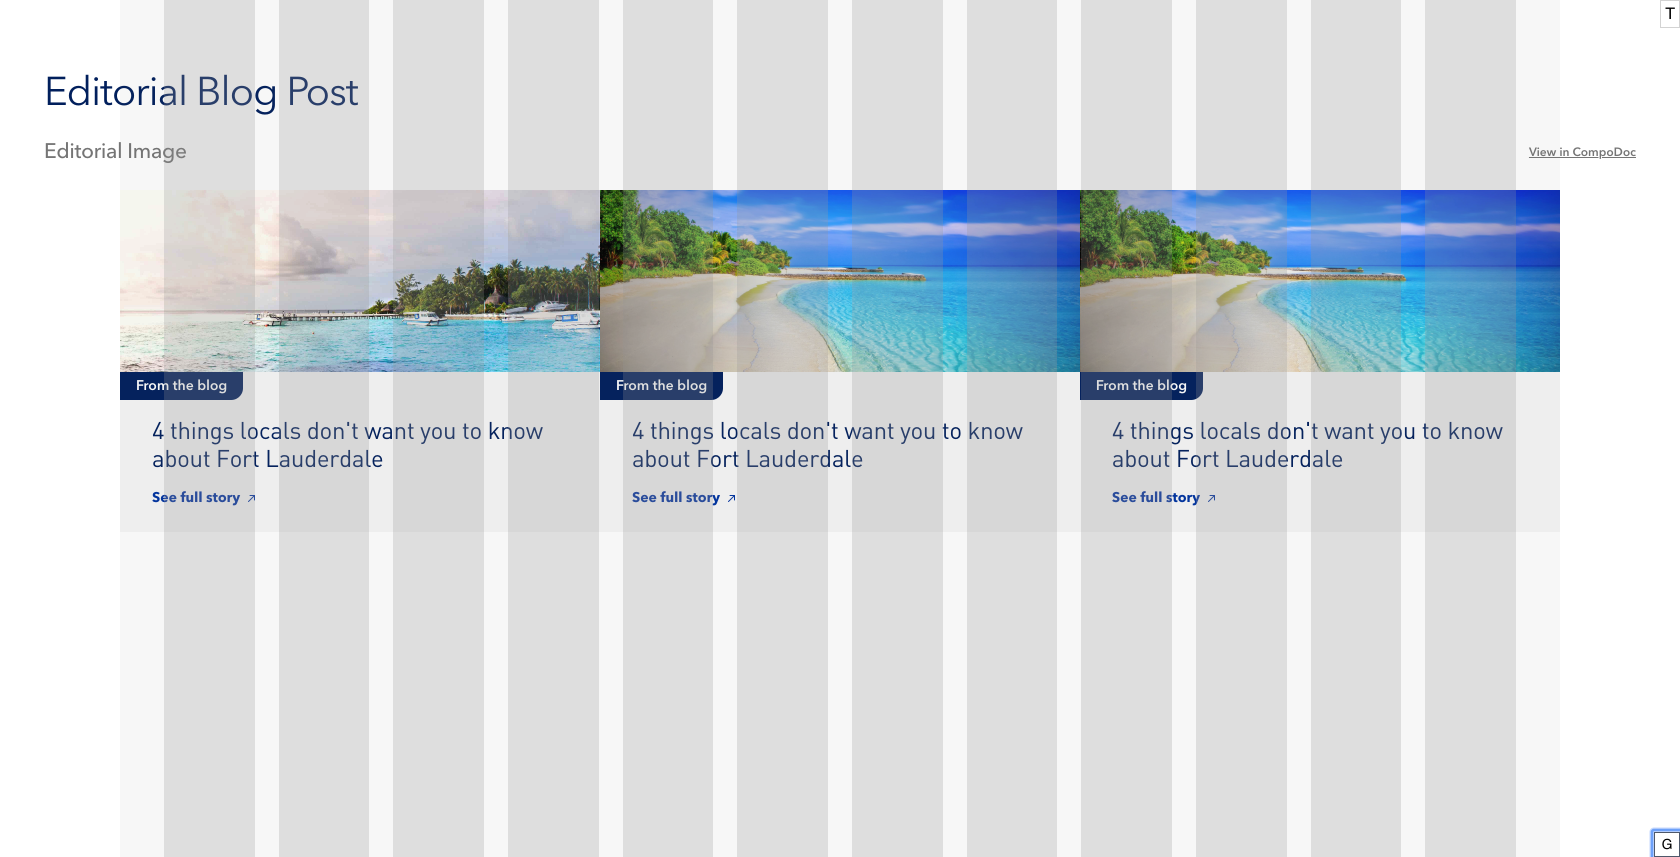 T
Editorial Blog Post
Editorial Image
View in CompoDoc
From the blog
4 things locals don't want you to know
about Fort Lauderdale
See full story
From the blog
4 things locals don't want you to know
about Fort Lauderdale
See full story
From the blog
4 things locals don't want you to know
about Fort Lauderdale
See full story
G